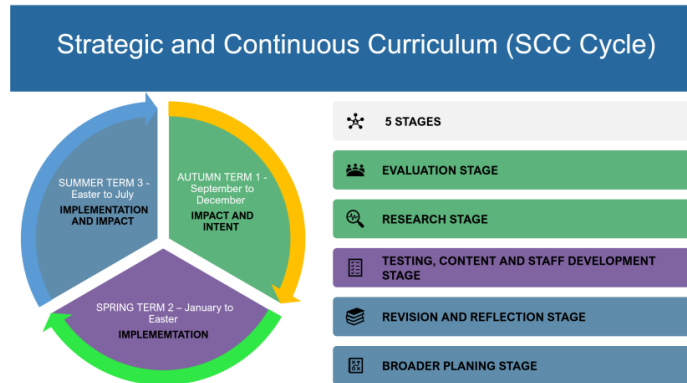 Strategic and Continuous Curriculum (SCC Cycle)
SUMMER TERM 3 -
Easter to July
IMPLEMENTATION
AND IMPACT
AUTUMN TERM 1 -
September to
December
IMPACT AND
INTENT
SPRING TERM 2 – January to
Easter
IMPLEMEMTATION
5 STAGES
EVALUATION STAGE
RESEARCH STAGE
TESTING, CONTENT AND STAFF DEVELOPMENT
STAGE
REVISION AND REFLECTION STAGE
BROADER PLANING STAGE